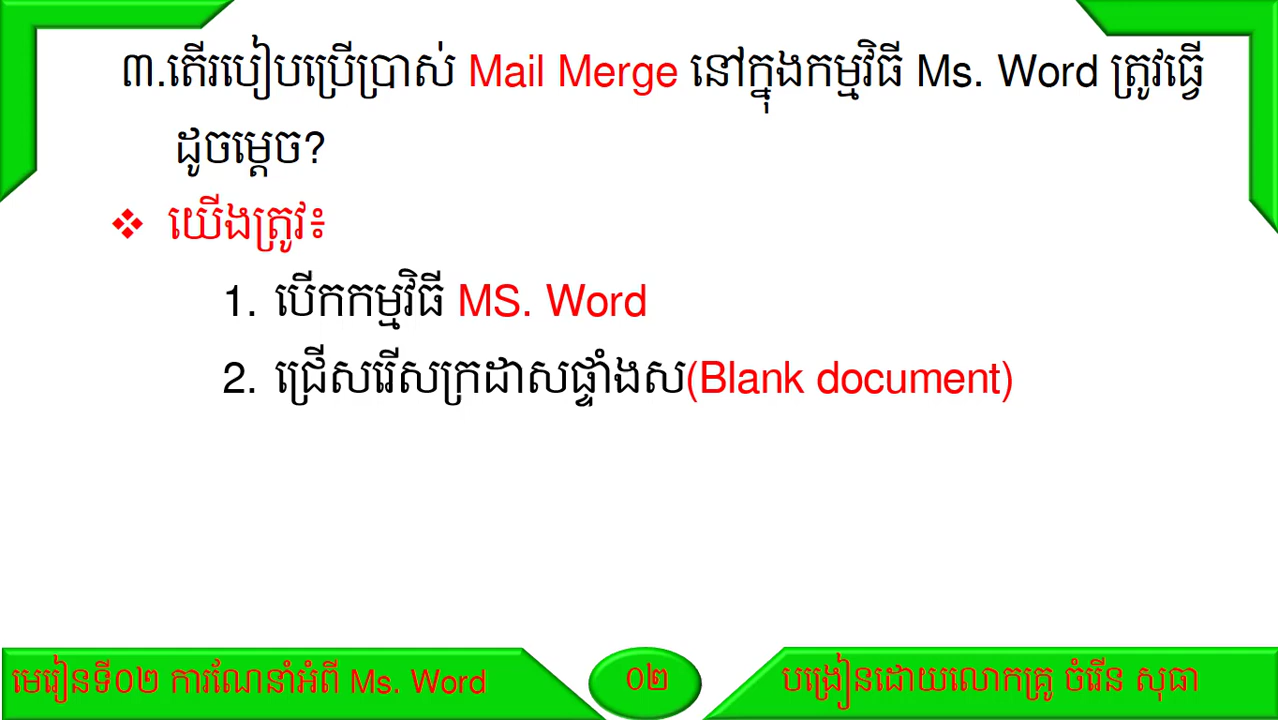 ៣.តើរបៀបប្រើប្រាស់ Mail Merge នៅក្នុងកម្មវិធី Ms. Word ត្រូវធ្វើ
ដូចម្ដេច?
❖ យើងត្រូវ៖
1. បើកកម្មវិធី MS. Word
2. ជ្រើសរើសក្រដាសផ្ទាំងស(Blank document)
មេរៀនទី០២ ការណែនាំអំពី Ms. Word
០២
បង្រៀនដោយលោកគ្រូ ចំរើន សុធា